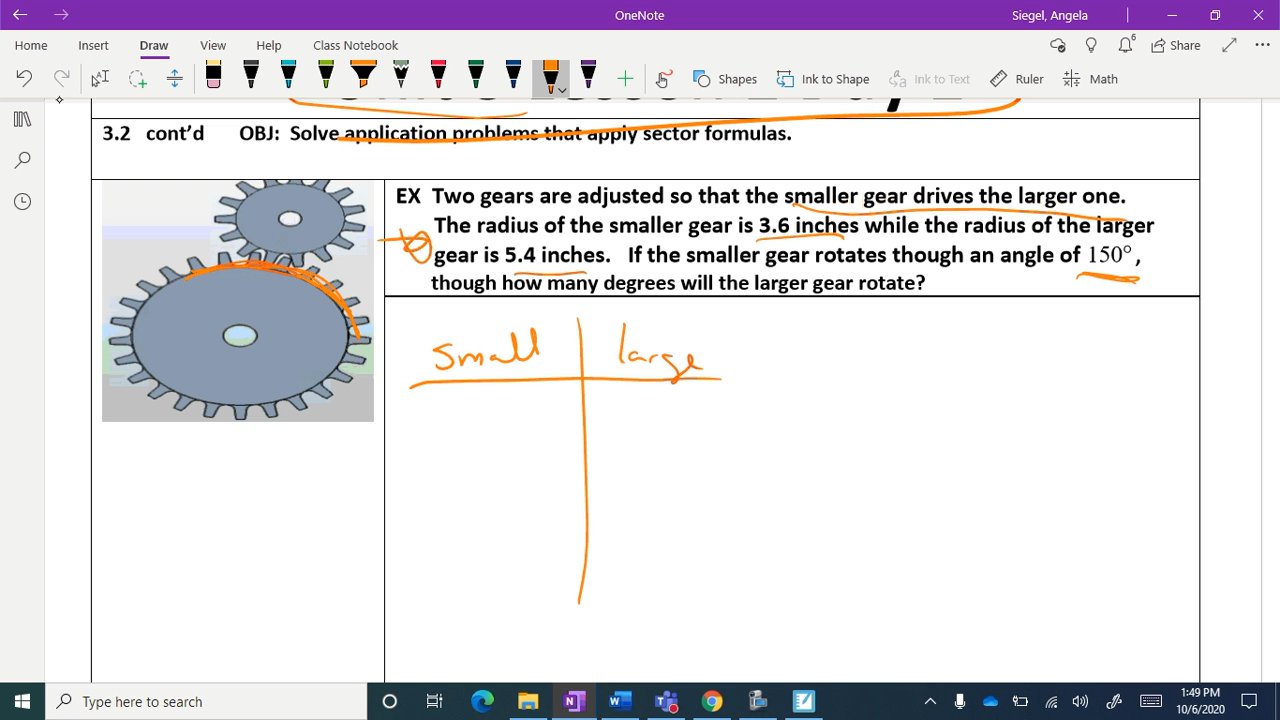 OneNote
Siegel, Angela
Home Insert Draw View Help Class Notebook
6
Share
Shapes
Ink to Shape
Ink to Text
Ruler
Math
3.2 cont’d OBJ: Solve application problems that apply sector formulas.
EX Two gears are adjusted so that the smaller gear drives the larger one.
The radius of the smaller gear is 3.6 inches while the radius of the larger
gear is 5.4 inches. If the smaller gear rotates though an angle of 150°,
though how many degrees will the larger gear rotate?
small large
Type here to search
1:49 PM
10/6/2020